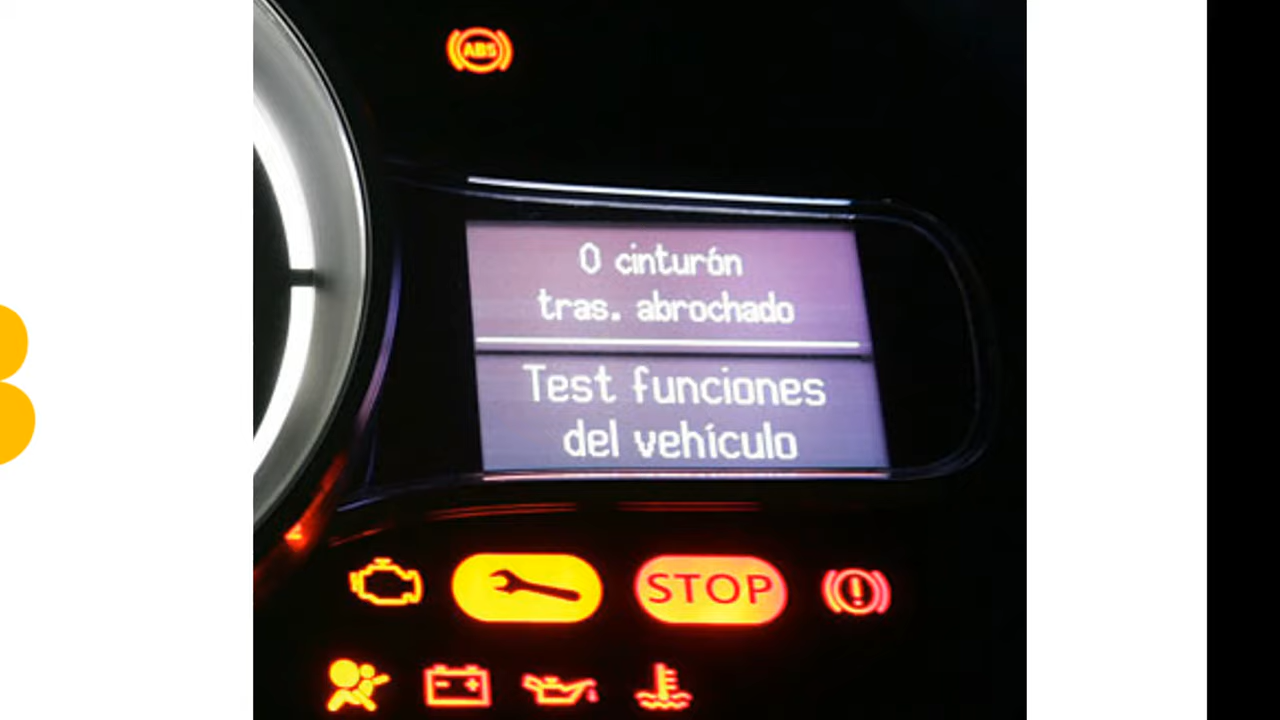 ABS
0 cinturón
tras. abrochado
Test funciones
del vehículo
STOP